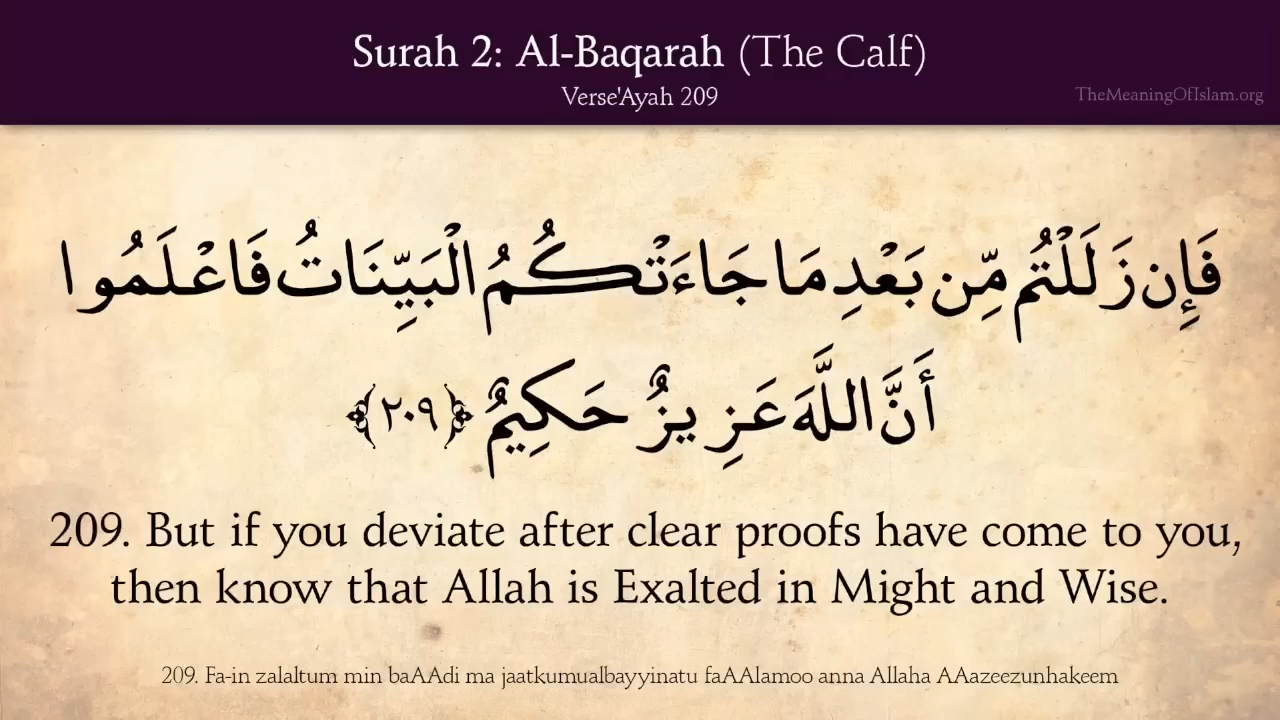 Surah 2: Al-Baqarah (The Calf)
Verse'Ayah 209
TheMeaningOfIslam.org
فَإِن زَلَلْتُم مِّن بَعْدِ مَا جَاءَتْكُمُ الْبَيِّنَاتُ فَاعْلَمُوا
أَنَّ اللَّهَ عَزِيزٌ حَكِيمٌ ﴿٢٠٩﴾
209. But if you deviate after clear proofs have come to you,
then know that Allah is Exalted in Might and Wise.
209. Fa-in zalaltum min baAAdi ma jaatkumualbayyinatu faAAlamoo anna Allaha AAazeezunhakeem